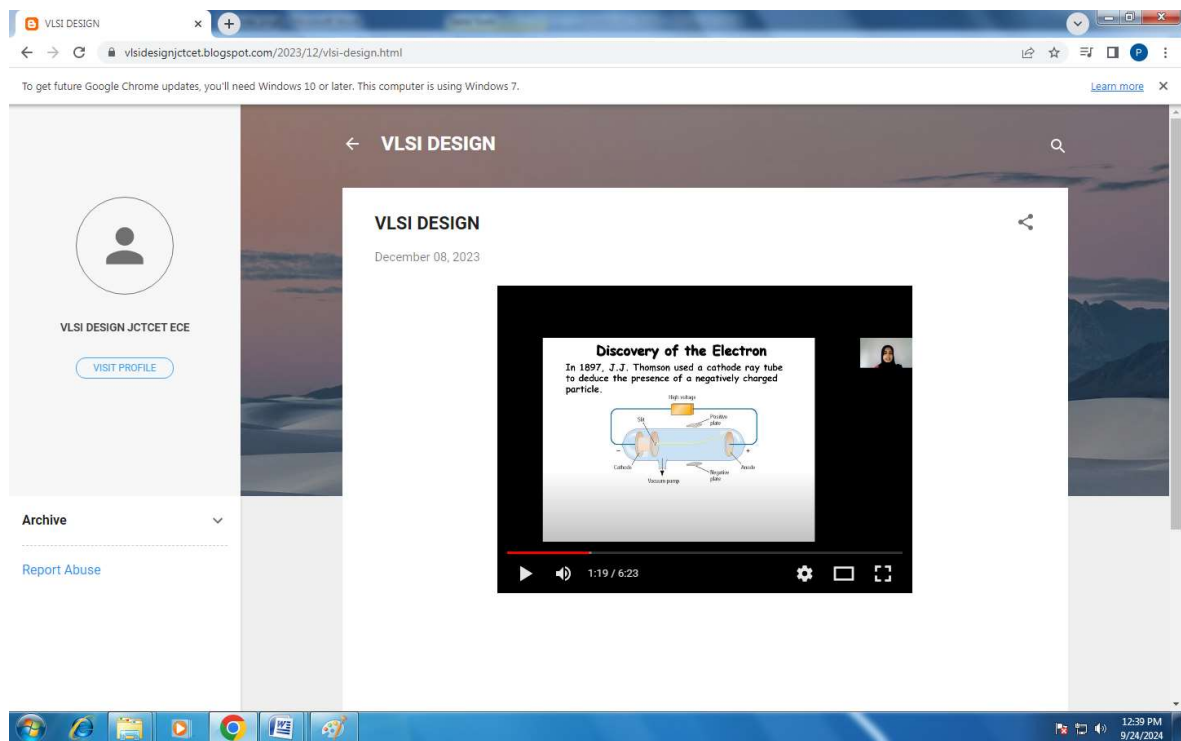 VLSI DESIGN
vlsidesignjctcet.blogspot.com/2023/12/vlsi-design.html
P
To get future Google Chrome updates, you'll need Windows 10 or later. This computer is using Windows 7.
Learn more
VLSI DESIGN
VLSI DESIGN
December 08, 2023
VLSI DESIGN JCTCET ECE
VISIT PROFILE
Discovery of the Electron
In 1897, J.J. Thomson used a cathode ray tube
to deduce the presence of a negatively charged
particle.
High voltage
Slit
Positive
plate
−
+
Cathode
Anode
Negative
plate
Vacuum pump
Archive
Report Abuse
1:19 / 6:23
12:39 PM
9/24/2024